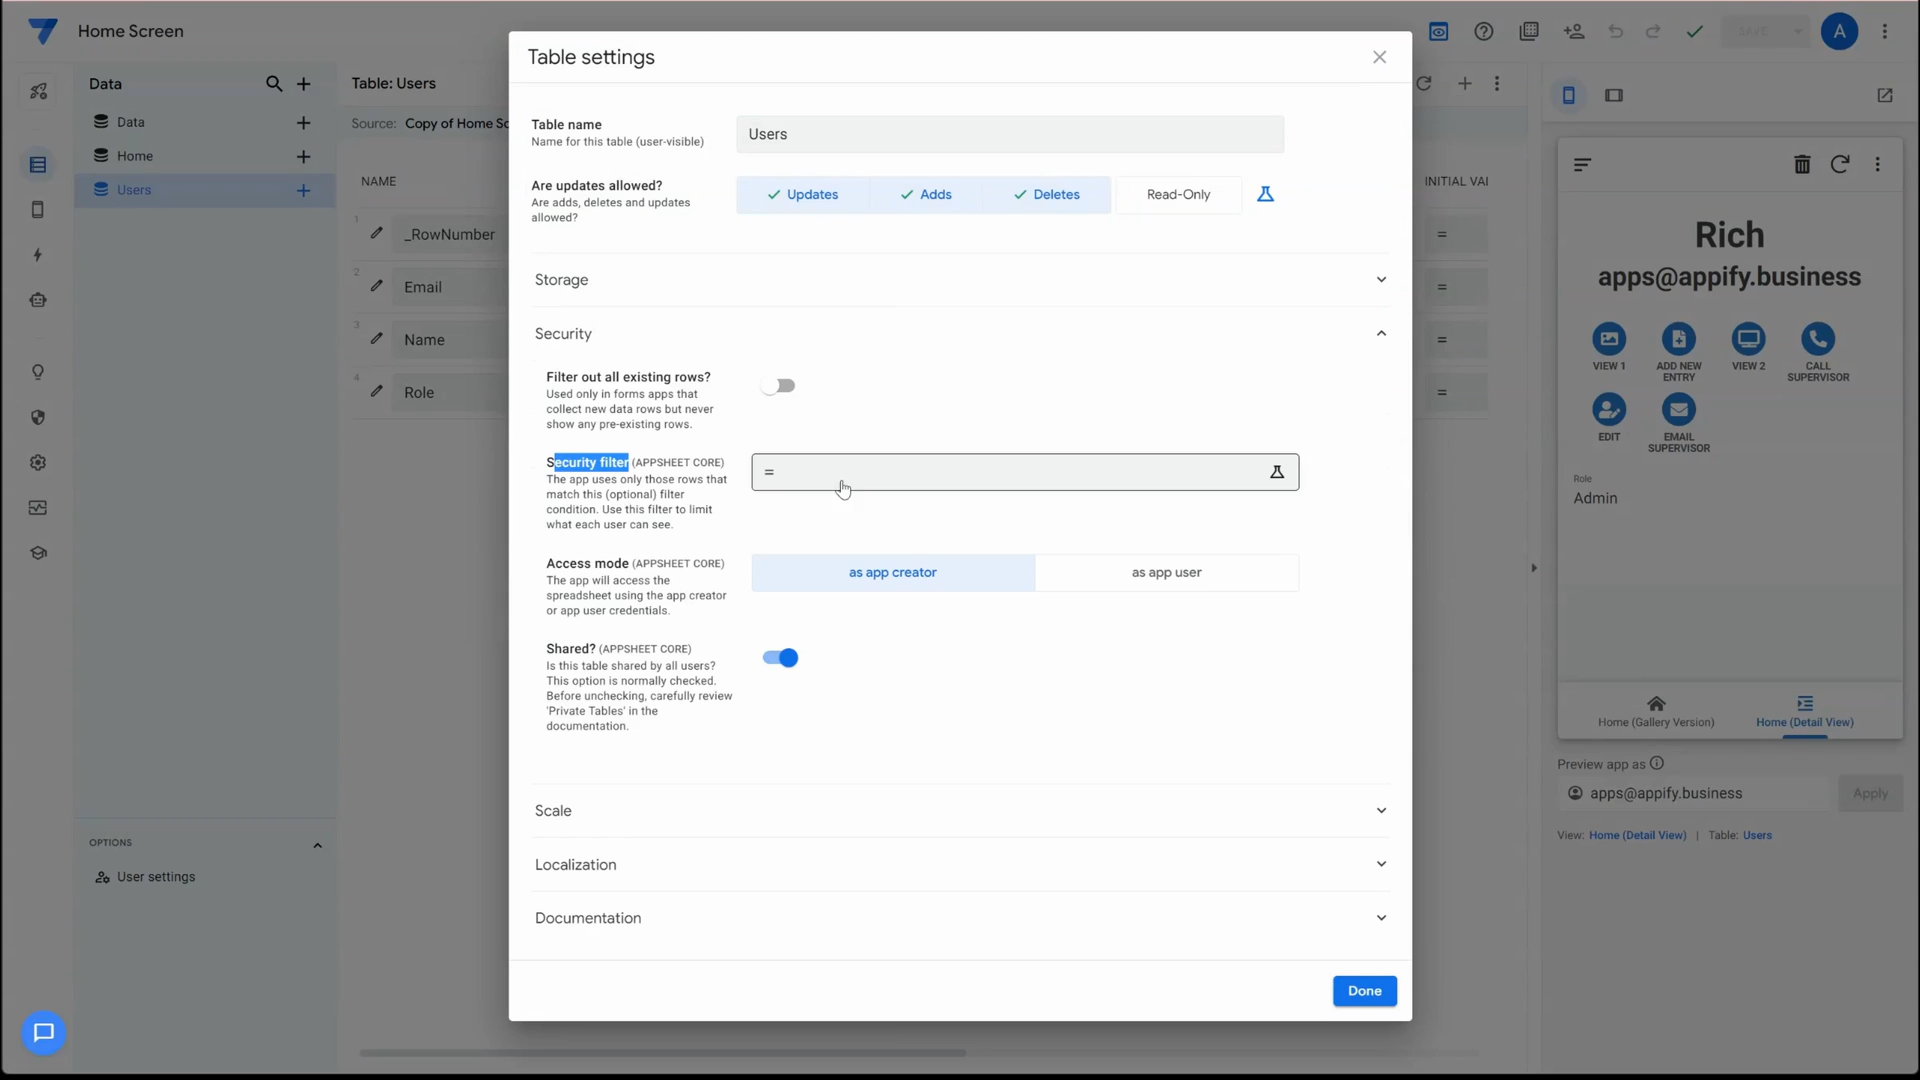 Home Screen
SAVE
A
Data
Data
Home
Users
Table: Users
Source: Copy of Home Sc
NAME
INITIAL VAL
1
_RowNumber
=
2
Email
=
3
Name
=
4
Role
=
OPTIONS
User settings
Table settings
Table name
Name for this table (user-visible)
Users
Are updates allowed?
Are adds, deletes and updates
allowed?
Updates
Adds
Deletes
Read-Only
Storage
Security
Filter out all existing rows?
Used only in forms apps that
collect new data rows but never
show any pre-existing rows.
Security filter (APPSHEET CORE)
The app uses only those rows that
match this (optional) filter
condition. Use this filter to limit
what each user can see.
=
Access mode (APPSHEET CORE)
The app will access the
spreadsheet using the app creator
or app user credentials.
as app creator
as app user
Shared? (APPSHEET CORE)
Is this table shared by all users?
This option is normally checked.
Before unchecking, carefully review
'Private Tables' in the
documentation.
Scale
Localization
Documentation
Done
Rich
apps@appify.business
VIEW 1
ADD NEW
ENTRY
VIEW 2
CALL
SUPERVISOR
EDIT
EMAIL
SUPERVISOR
Role
Admin
Home (Gallery Version)
Home (Detail View)
Preview app as
apps@appify.business
Apply
View: Home (Detail View) | Table: Users